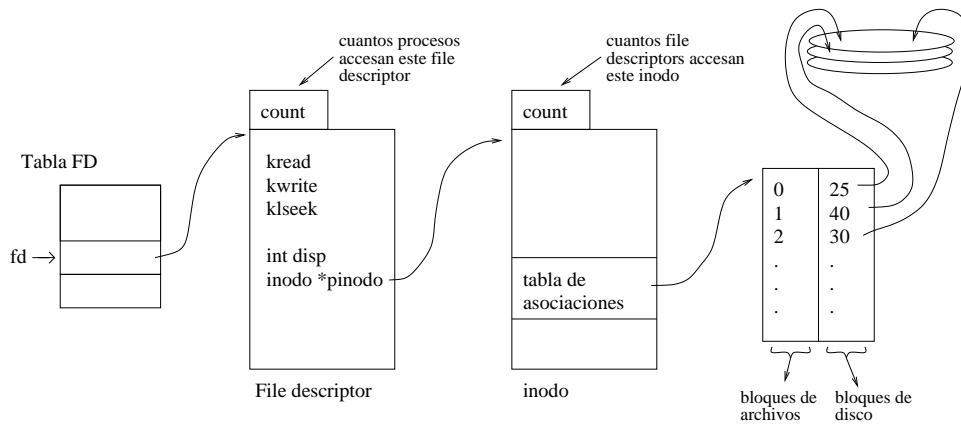 cuantos procesos
accesan este file
descriptor
count
Tabla FD
fd
kread
kwrite
klseek
int disp
inodo *pinodo
File descriptor
cuantos file
descriptors accesan
este inodo
count
tabla de
asociaciones
inodo
0 25
1 40
2 30
. .
. .
. .
bloques de
archivos
bloques de
disco